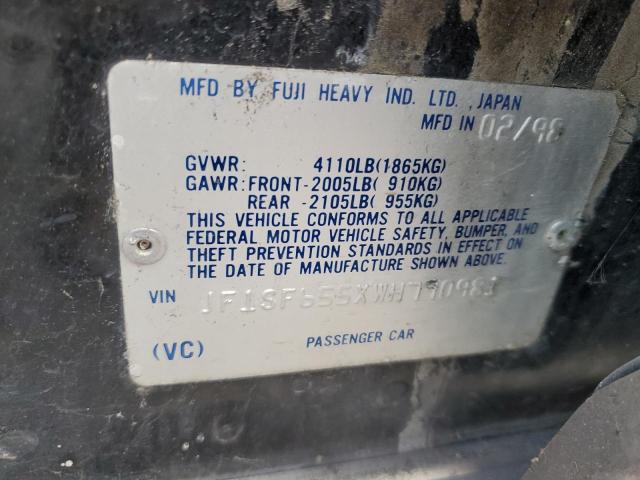 MFD BY FUJI HEAVY IND. LTD., JAPAN
MFD IN 02/98
GVWR: 4110LB(1865KG)
GAWR: FRONT-2005LB( 910KG)
REAR -2105LB( 955KG)
THIS VEHICLE CONFORMS TO ALL APPLICABLE
FEDERAL MOTOR VEHICLE SAFETY, BUMPER, AND
THEFT PREVENTION STANDARDS IN EFFECT ON
THE DATE OF MANUFACTURE SHOWN ABOVE.
VIN
(VC) PASSENGER CAR